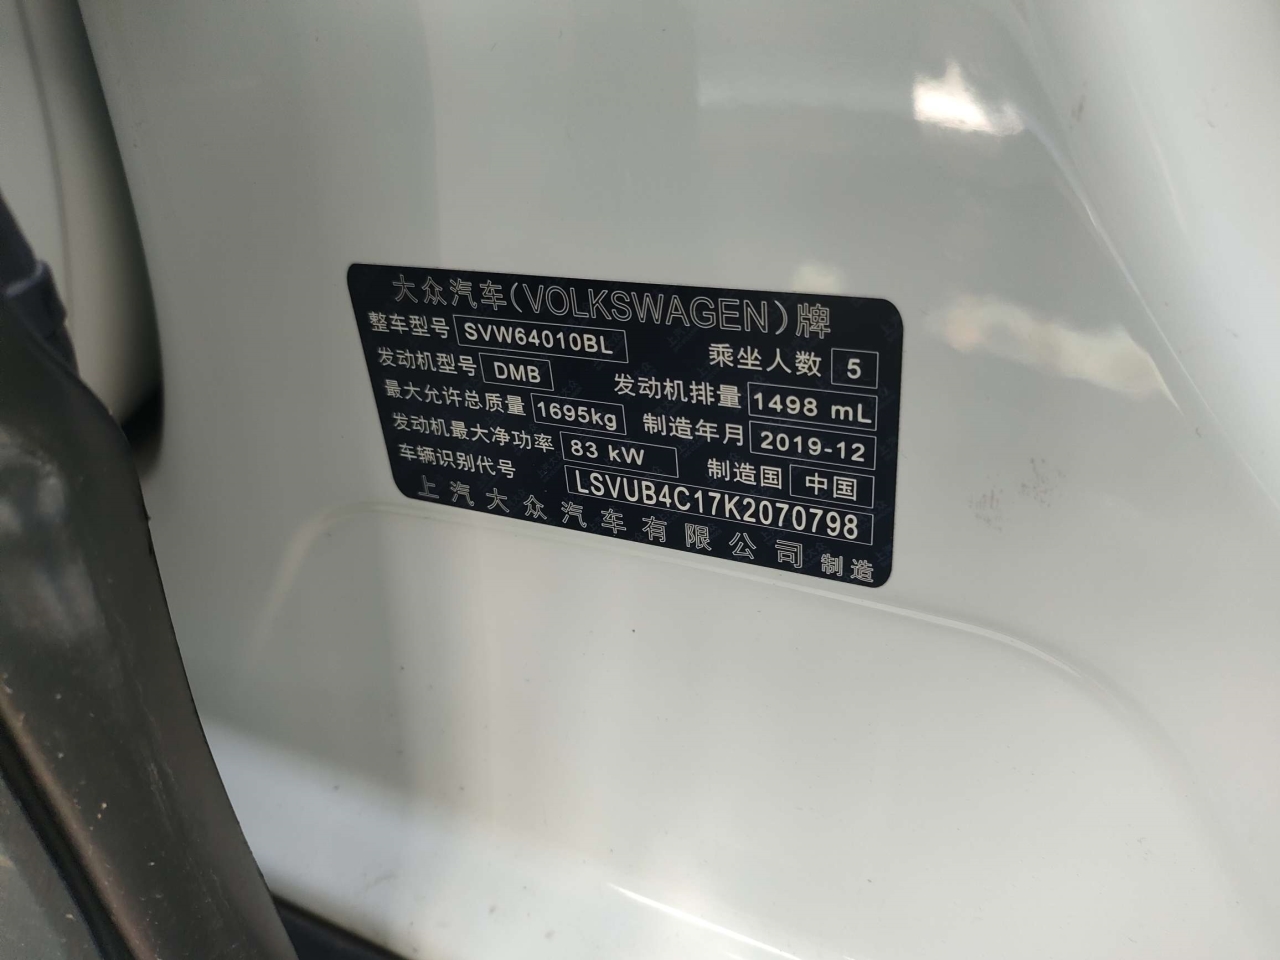 大众汽车(VOLKSWAGEN)牌
整车型号 SVW64010BL 乘坐人数 5
发动机型号 DMB 发动机排量 1498 mL
最大允许总质量 1695kg 制造年月 2019-12
发动机最大净功率 83 kW 制造国 中国
车辆识别代号 LSVUB4C17K2070798
上汽大众汽车有限公司 制造